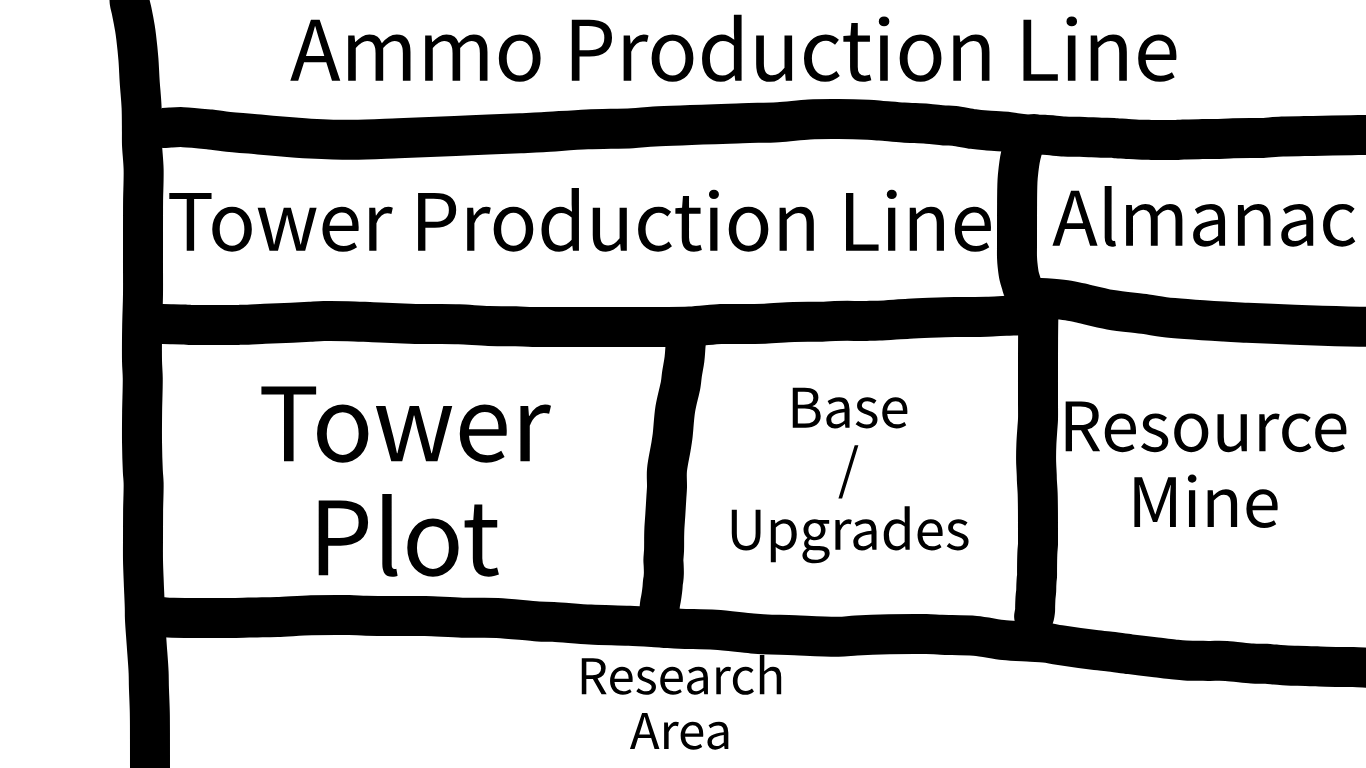 Ammo Production Line
Tower Production Line
Almanac
Tower
Plot
Base
/
Upgrades
Resource
Mine
Research
Area